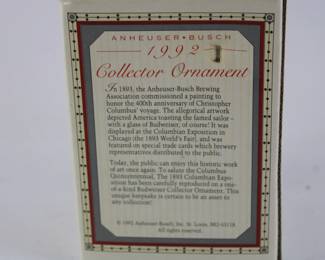 ANHEUSER • BUSCH
1992
Collector Ornament
In 1893, the Anheuser-Busch Brewing
Association commissioned a painting to
honor the 400th anniversary of Christopher
Columbus' voyage. The allegorical artwork
depicted America toasting the famed sailor –
with a glass of Budweiser, of course! It was
displayed at the Columbian Exposition in
Chicago (the 1893 World's Fair), and was
featured on special trade cards which brewery
representatives distributed to the public.
Today, the public can enjoy this historic work
of art once again. To salute the Columbus
Quincentennial, The 1893 Columbian Expo-
sition has been carefully reproduced on a one-
of-a-kind Budweiser Collector Ornament. This
unique keepsake is certain to be an asset to
any collection!
© 1992 Anheuser-Busch, Inc. St. Louis, MO 63118
All rights reserved.